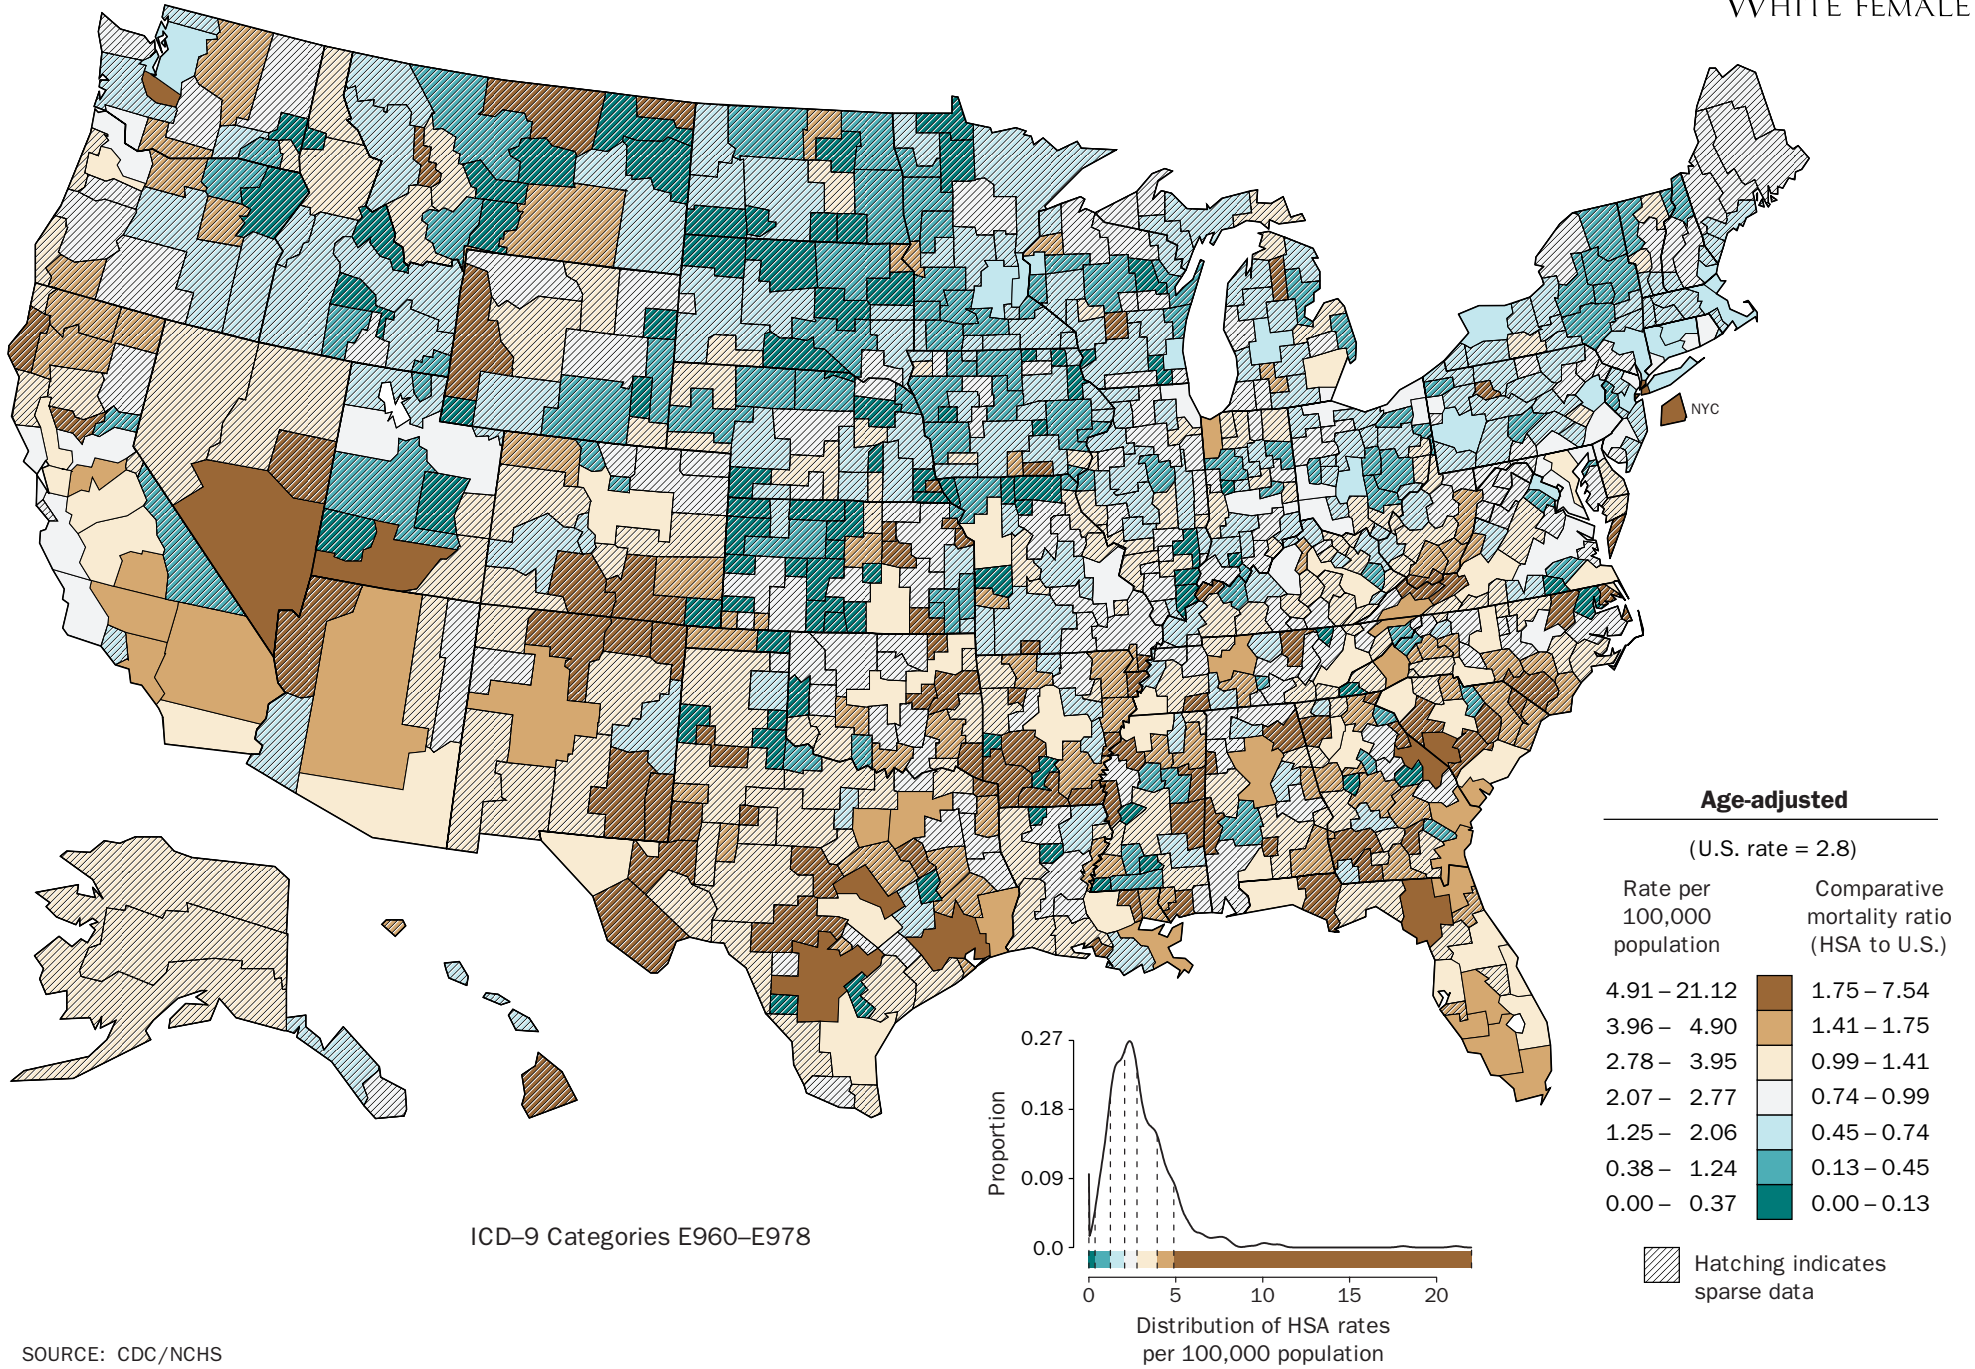 WHITE FEMALE
NYC
Age-adjusted
(U.S. rate = 2.8)
Rate per
100,000
population
Comparative
mortality ratio
(HSA to U.S.)
4.91 – 21.12 1.75 – 7.54
3.96 – 4.90 1.41 – 1.75
2.78 – 3.95 0.99 – 1.41
2.07 – 2.77 0.74 – 0.99
1.25 – 2.06 0.45 – 0.74
0.38 – 1.24 0.13 – 0.45
0.00 – 0.37 0.00 – 0.13
Hatching indicates
sparse data
0.27
0.18
0.09
0.0
Proportion
0 5 10 15 20
Distribution of HSA rates
per 100,000 population
ICD–9 Categories E960–E978
SOURCE: CDC/NCHS